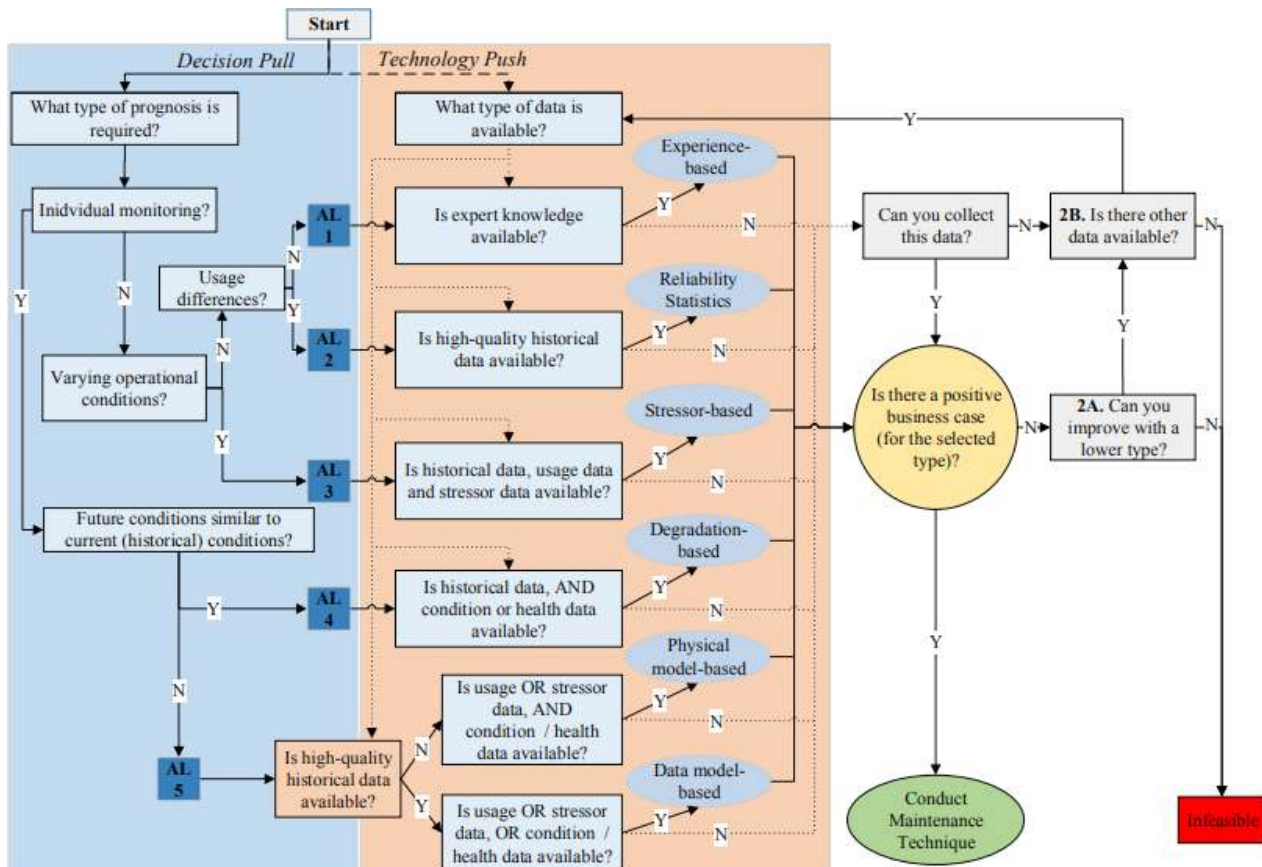 Start
Decision Pull
Technology Push
What type of prognosis is
required?
What type of data is
available?
Y
Experience-
based
Inidvidual monitoring?
AL
1
Is expert knowledge
available?
Y
N
Can you collect
this data?
N
2B. Is there other
data available?
N
Usage
differences?
N
Y
Y
N
Reliability
Statistics
Y
Y
AL
2
Is high-quality historical
data available?
Y
N
Varying operational
conditions?
N
Is there a positive
business case
(for the selected
type)?
N
2A. Can you
improve with a
lower type?
N
Stressor-based
Y
AL
3
Is historical data, usage data
and stressor data available?
Y
N
Future conditions similar to
current (historical) conditions?
Degradation-
based
Y
AL
4
Is historical data, AND
condition or health data
available?
Y
N
Y
Physical
model-based
N
Is usage OR stressor
data, AND
condition / health
data available?
Y
N
AL
5
Is high-quality
historical data
available?
N
Y
Data model-
based
Is usage OR stressor
data, OR condition /
health data available?
Y
N
Conduct
Maintenance
Technique
Infeasible